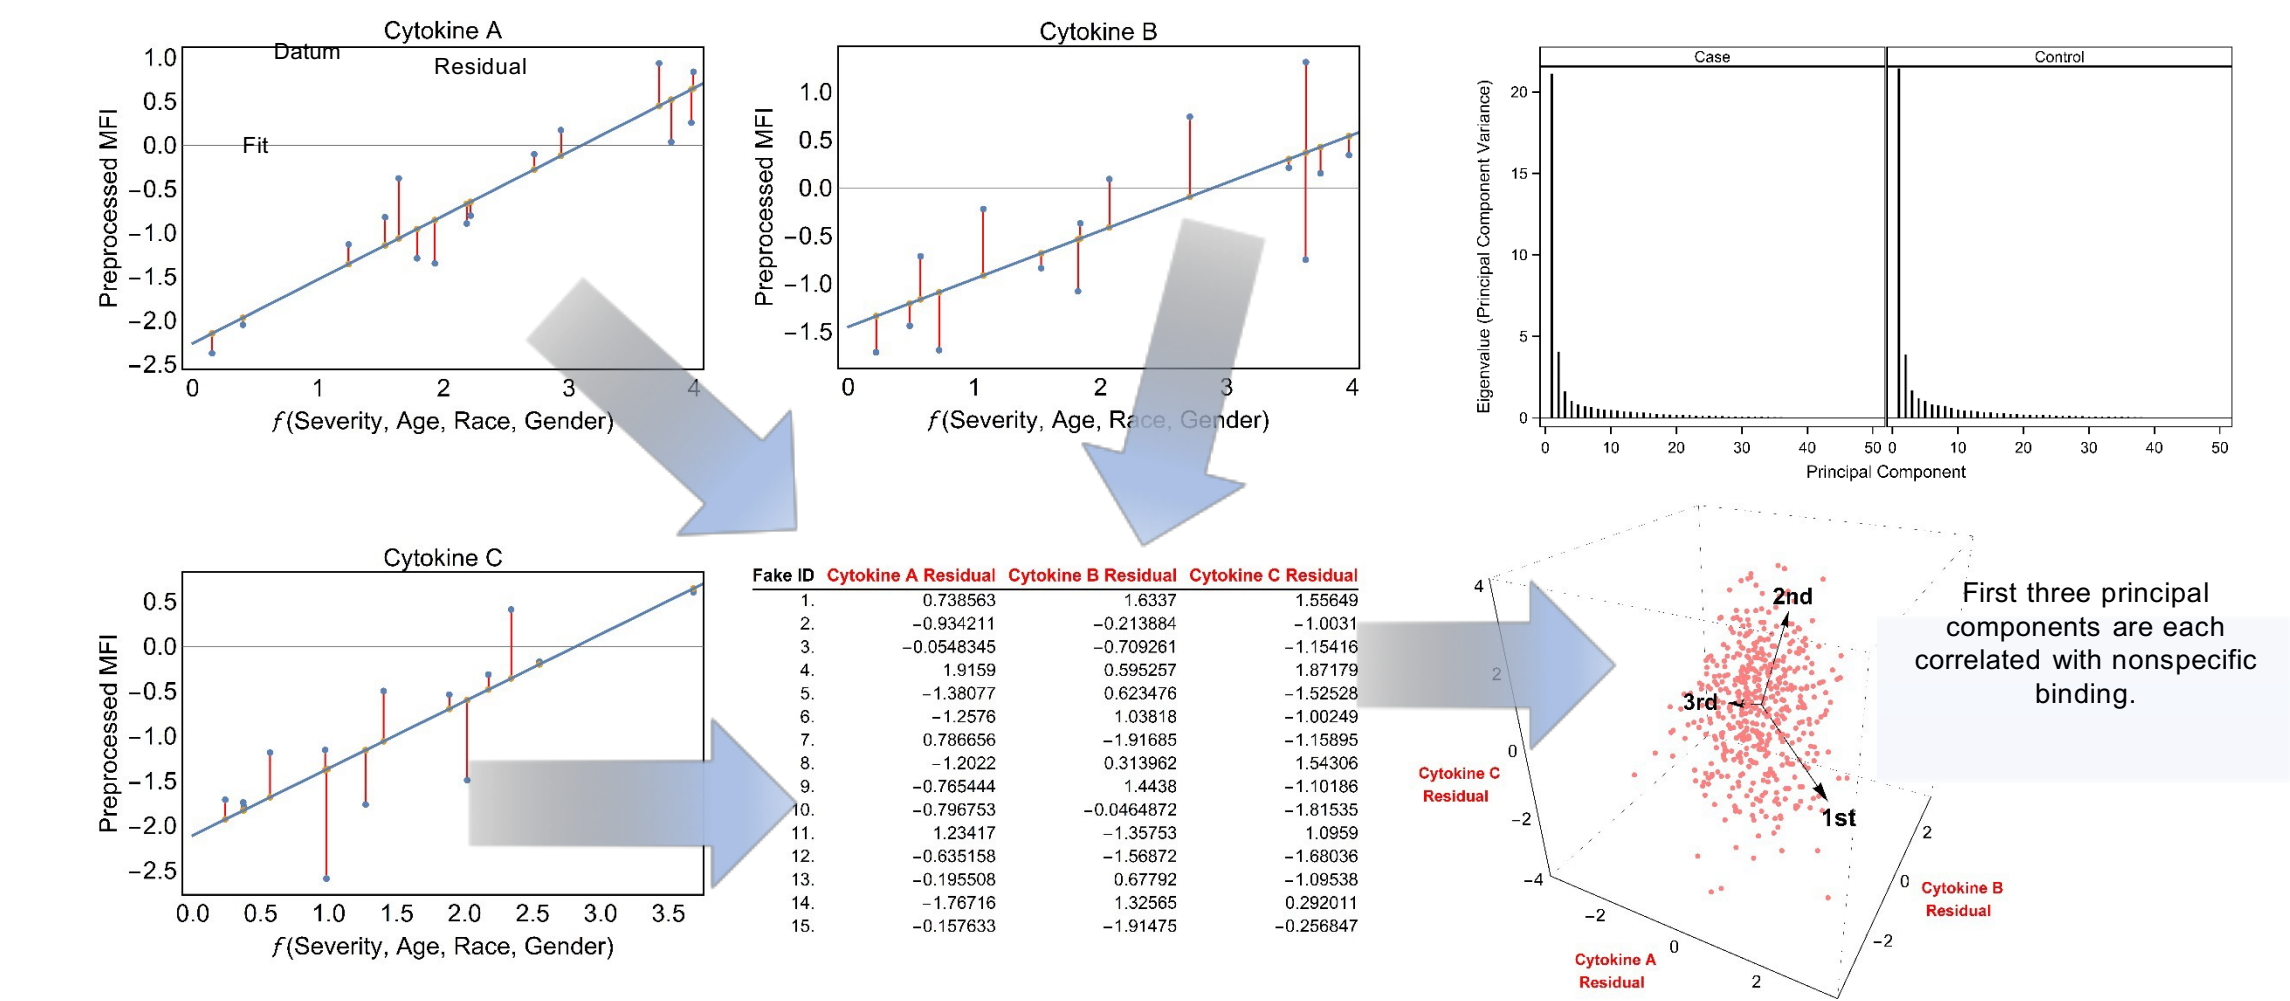 Cytokine A
Datum
Residual
Fit
Preprocessed MFI
1.0
0.5
0.0
−0.5
−1.0
−1.5
−2.0
−2.5
0 1 2 3 4
f (Severity, Age, Race, Gender)
Cytokine B
Preprocessed MFI
1.0
0.5
0.0
−0.5
−1.0
−1.5
0 1 2 3 4
f (Severity, Age, Race, Gender)
Case Control
Eigenvalue (Principal Component Variance)
20
15
10
5
0
0 10 20 30 40 50 0 10 20 30 40 50
Principal Component
Cytokine C
Preprocessed MFI
0.5
0.0
−0.5
−1.0
−1.5
−2.0
−2.5
0.0 0.5 1.0 1.5 2.0 2.5 3.0 3.5
f (Severity, Age, Race, Gender)
Fake ID Cytokine A Residual Cytokine B Residual Cytokine C Residual
1. 0.738563 1.6337 1.55649
2. −0.934211 −0.213884 −1.0031
3. −0.0548345 −0.709261 −1.15416
4. 1.9159 0.595257 1.87179
5. −1.38077 0.623476 −1.52528
6. −1.2576 1.03818 −1.00249
7. 0.786656 −1.91685 −1.15895
8. −1.2022 0.313962 1.54306
9. −0.765444 1.4438 −1.10186
10. −0.796753 −0.0464872 −1.81535
11. 1.23417 −1.35753 1.0959
12. −0.635158 −1.56872 −1.68036
13. −0.195508 0.67792 −1.09538
14. −1.76716 1.32565 0.292011
15. −0.157633 −1.91475 −0.256847
4
2
0
−2
−4
Cytokine C
Residual
2nd
3rd
1st
−2
0
2
Cytokine A
Residual
2
0
−2
Cytokine B
Residual
First three principal
components are each
correlated with nonspecific
binding.